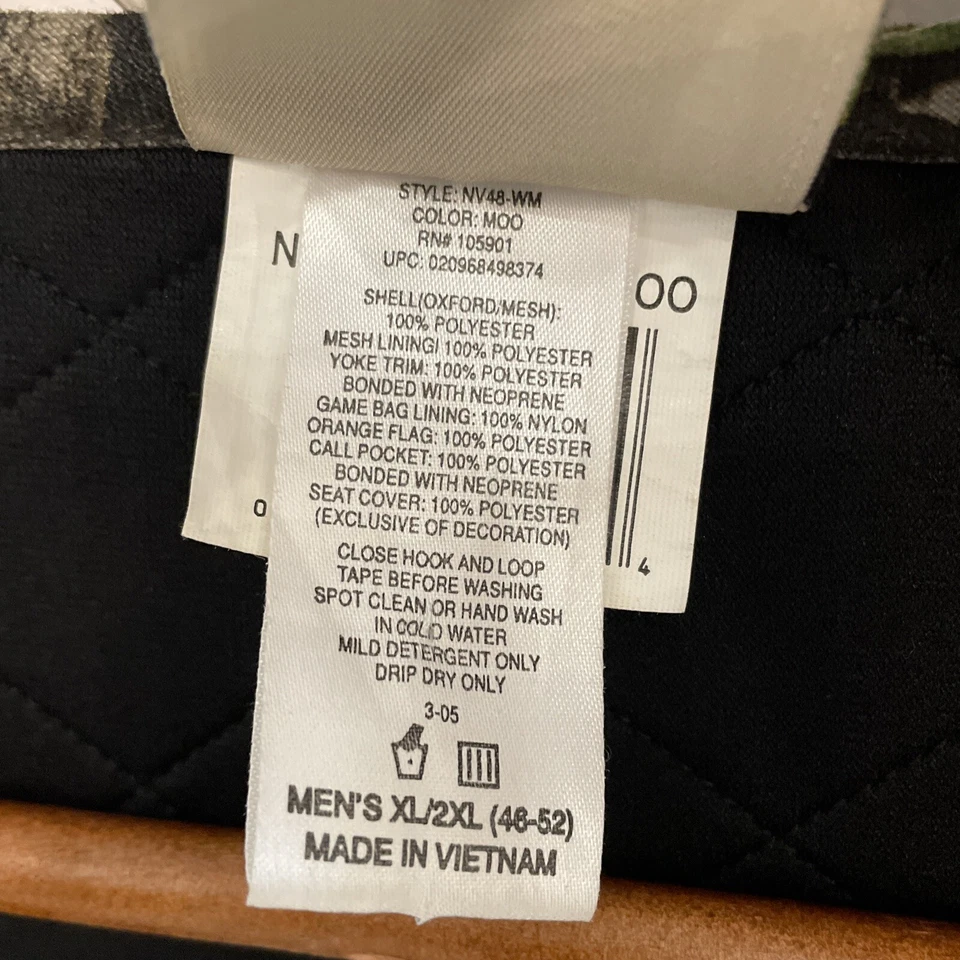 STYLE: NV48-WM
COLOR: MOO
RN# 105901
UPC: 020968498374
N
OO
SHELL(OXFORD/MESH):
100% POLYESTER
MESH LINING| 100% POLYESTER
YOKE TRIM: 100% POLYESTER
BONDED WITH NEOPRENE
GAME BAG LINING: 100% NYLON
ORANGE FLAG: 100% POLYESTER
CALL POCKET: 100% POLYESTER
BONDED WITH NEOPRENE
SEAT COVER: 100% POLYESTER
(EXCLUSIVE OF DECORATION)
0
4
CLOSE HOOK AND LOOP
TAPE BEFORE WASHING
SPOT CLEAN OR HAND WASH
IN COLD WATER
MILD DETERGENT ONLY
DRIP DRY ONLY
3-05
MEN'S XL/2XL (46-52)
MADE IN VIETNAM